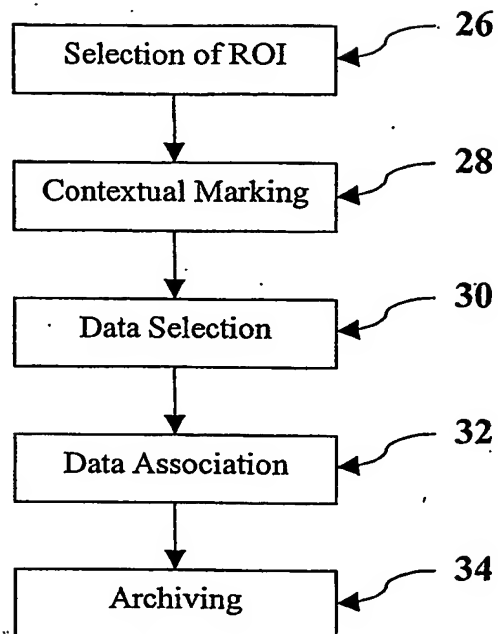 26
Selection of ROI
28
Contextual Marking
30
Data Selection
32
Data Association
34
Archiving